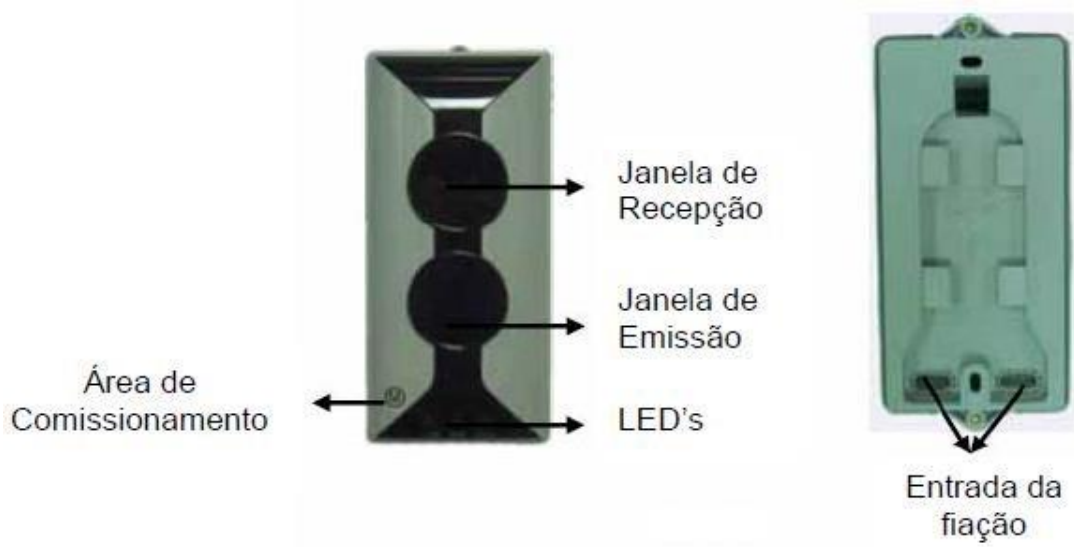 Janela de
Recepção
Janela de
Emissão
Área de
Comissionamento
LED's
Entrada da
fiação